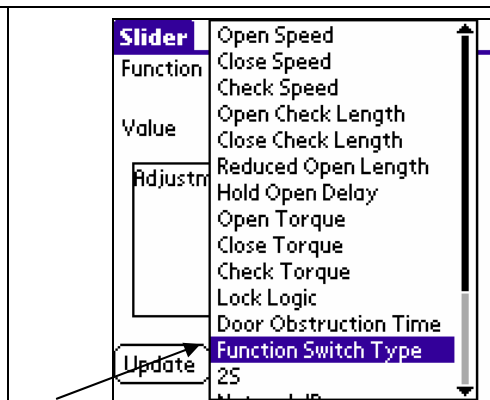 Slider
Function
Value
Adjustm
Update
Open Speed
Close Speed
Check Speed
Open Check Length
Close Check Length
Reduced Open Length
Hold Open Delay
Open Torque
Close Torque
Check Torque
Lock Logic
Door Obstruction Time
Function Switch Type
2S